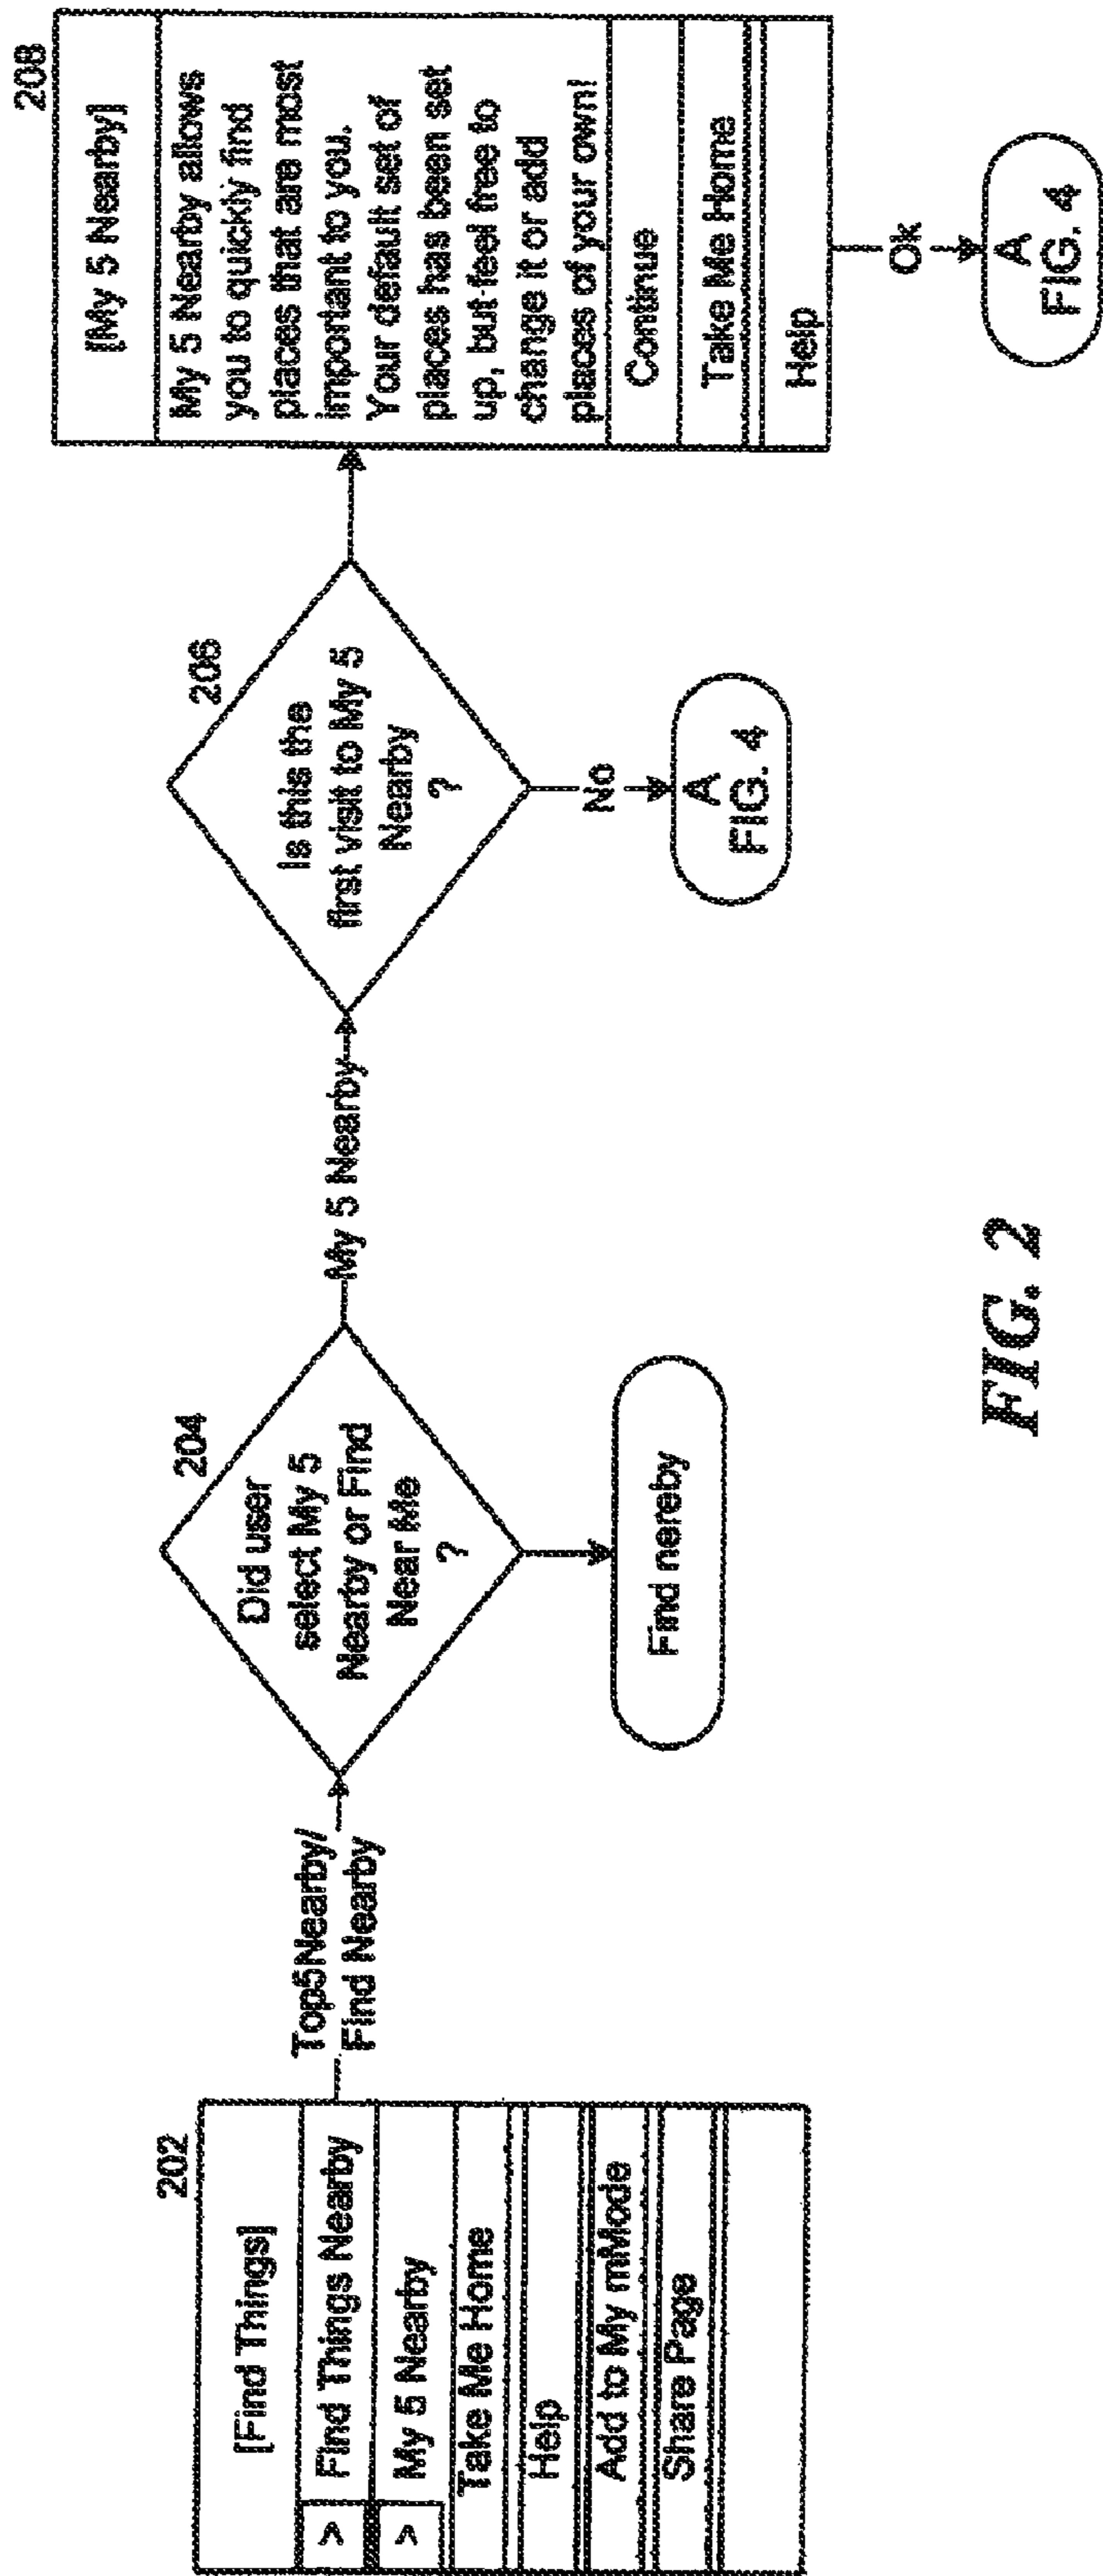 202
[Find Things]
> Find Things Nearby
> My 5 Nearby
Take Me Home
Help
Add to My mMode
Share Page
Top5Nearby/
Find Nearby
204
Did user
select My 5
Nearby or Find
Near Me
?
Find nereby
My 5 Nearby
206
Is this the
first visit to My 5
Nearby
?
No
A
FIG. 4
208
[My 5 Nearby]
My 5 Nearby allows
you to quickly find
places that are most
important to you.
Your default set of
places has been set
up, but feel free to
change it or add
places of your own!
Continue
Take Me Home
Help
Ok
A
FIG. 4
FIG. 2